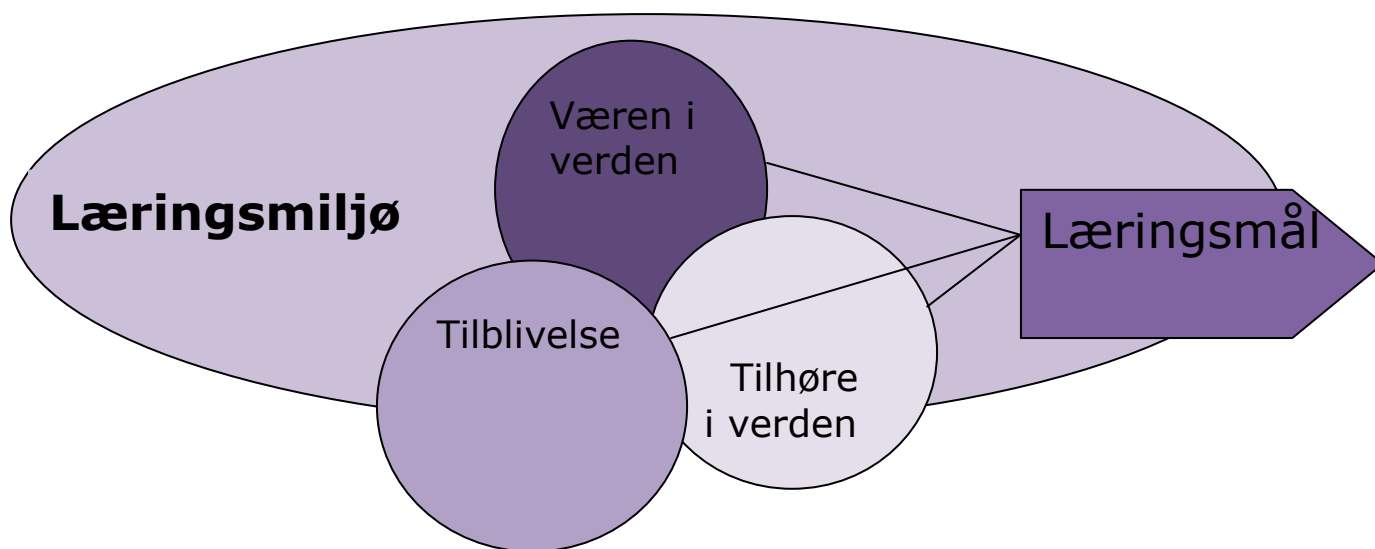 Væren i
verden
Læringsmiljø
Læringsmål
Tilblivelse
Tilhøre
i verden